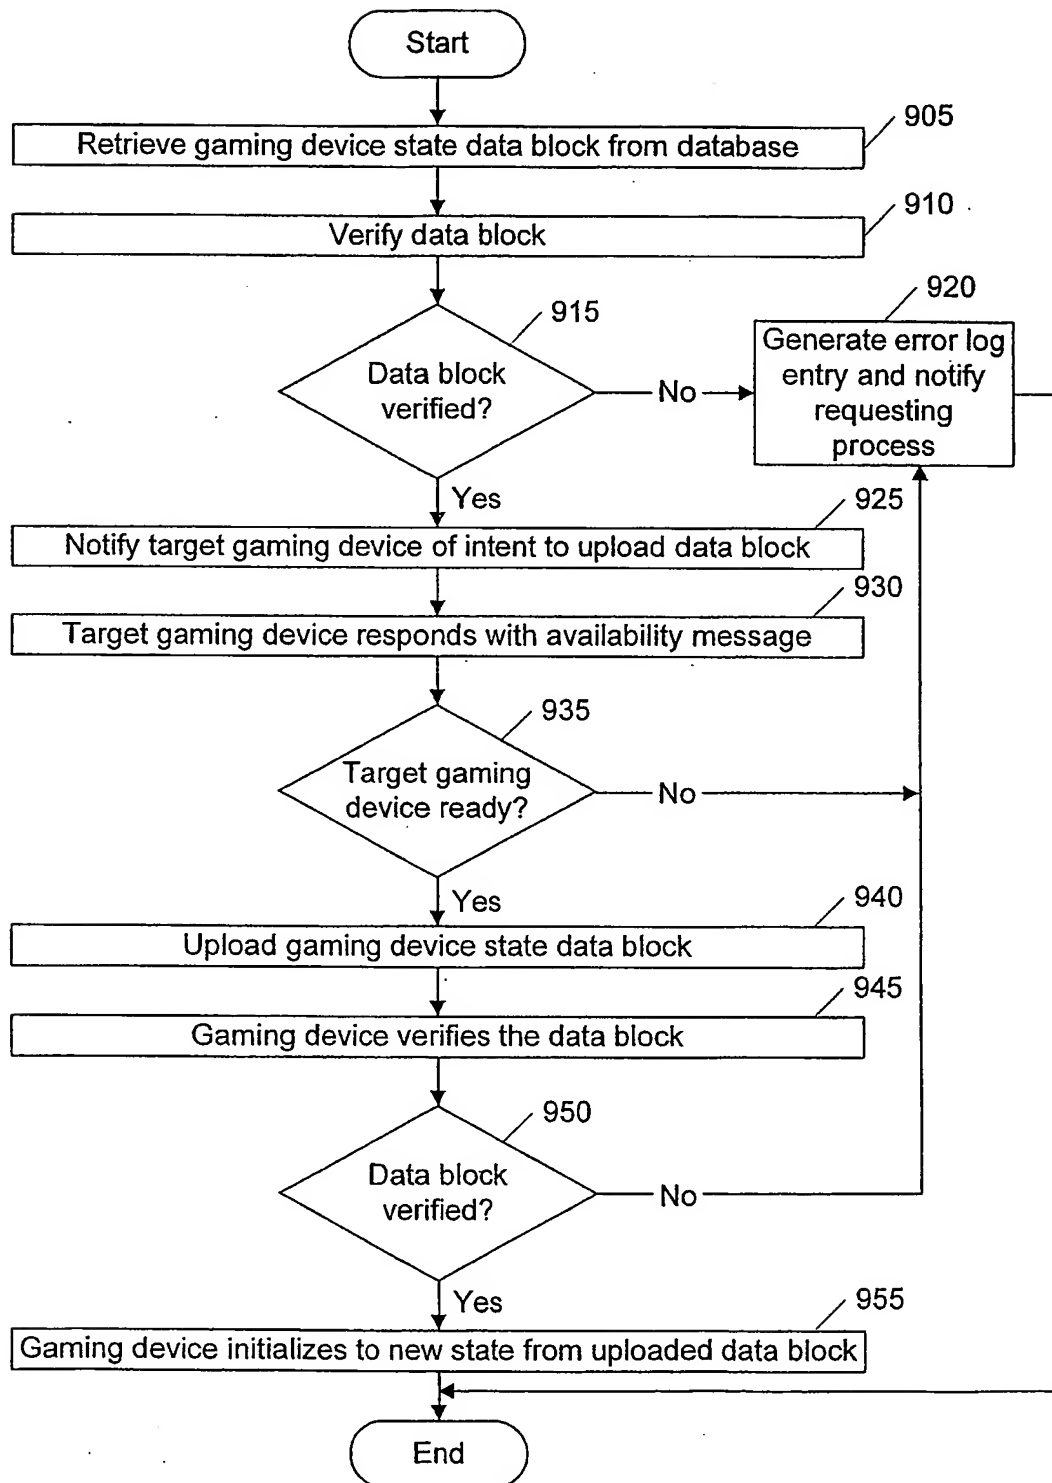 Start
905
Retrieve gaming device state data block from database
910
Verify data block
915
920
Data block
verified?
No
Generate error log
entry and notify
requesting
process
Yes
925
Notify target gaming device of intent to upload data block
930
Target gaming device responds with availability message
935
Target gaming
device ready?
No
Yes
940
Upload gaming device state data block
945
Gaming device verifies the data block
950
Data block
verified?
No
Yes
955
Gaming device initializes to new state from uploaded data block
End